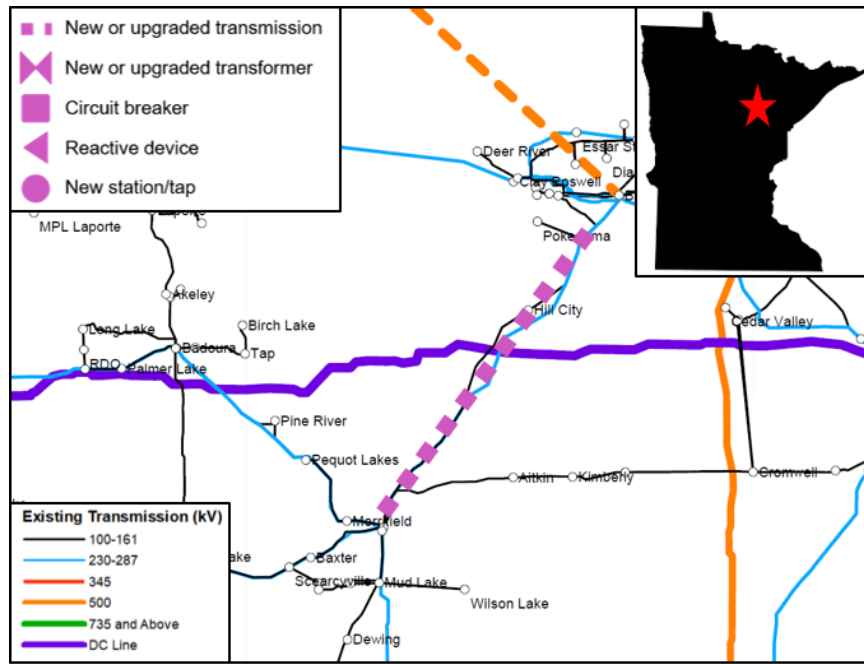 New or upgraded transmission
New or upgraded transformer
Circuit breaker
Reactive device
New station/tap
Deer River
Essar St
Dia
Clay Boswell
MPL Laporte
Akeley
Hill City
Long Lake
Birch Lake
Cedar Valley
Badoura
Tap
RDO
Palmer Lake
Pine River
Pequot Lakes
Aitkin
Kimberly
Cromwell
Merrifield
Baxter
ake
Scearcyville
Mud Lake
Wilson Lake
Dewing
Existing Transmission (kV)
100-161
230-287
345
500
735 and Above
DC Line